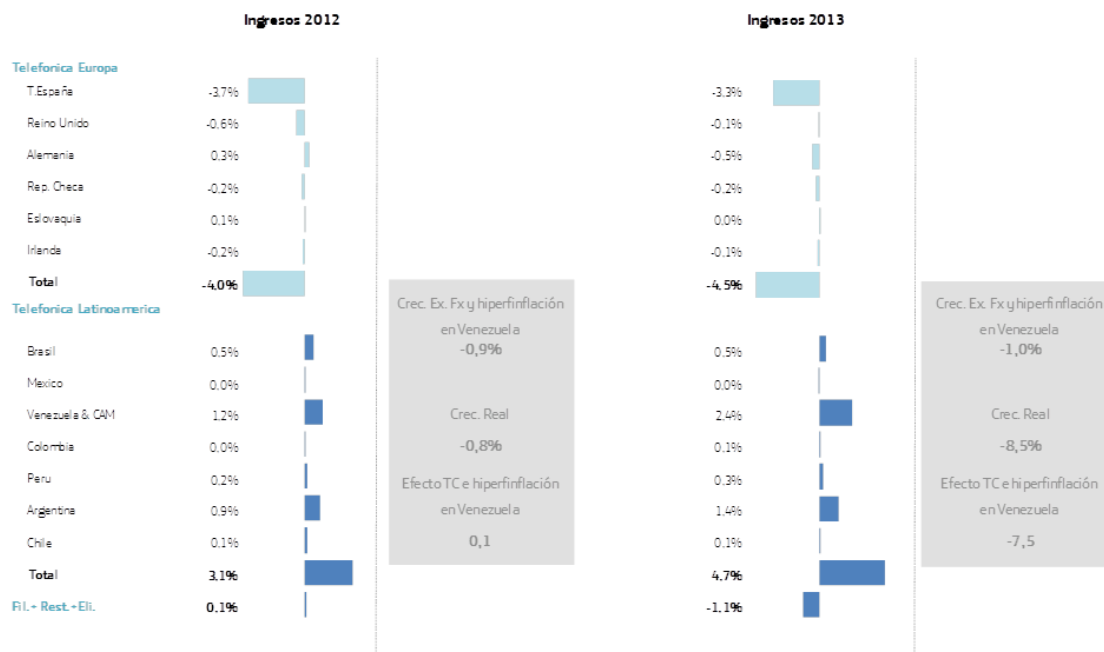 Ingresos 2012
Ingresos 2013
Telefonica Europa
T.España -3.7% -3.3%
Reino Unido -0.6% -0.1%
Alemania 0.3% -0.5%
Rep. Checa -0.2% -0.2%
Eslovaquia 0.1% 0.0%
Irlanda -0.2% -0.1%
Total -4.0% -4.5%
Telefonica Latinoamerica
Brasil 0.5% 0.5%
Mexico 0.0% 0.0%
Venezuela & CAM 1.2% 2.4%
Colombia 0.0% 0.1%
Peru 0.2% 0.3%
Argentina 0.9% 1.4%
Chile 0.1% 0.1%
Total 3.1% 4.7%
Fil.+ Rest.+Eli. 0.1% -1.1%
Crec. Ex. Fx y hiperfinflación
en Venezuela
-0,9%
Crec. Real
-0,8%
Efecto TC e hiperfinflación
en Venezuela
0,1
Crec. Ex. Fx y hiperfinflación
en Venezuela
-1,0%
Crec. Real
-8,5%
Efecto TC e hiperfinflación
en Venezuela
-7,5